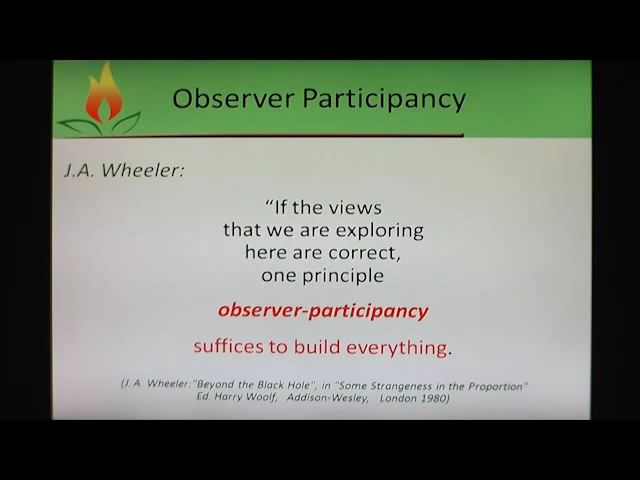 Observer Participancy
J.A. Wheeler:
“If the views
that we are exploring
here are correct,
one principle
observer-participancy
suffices to build everything.
(J. A. Wheeler:"Beyond the Black Hole", in "Some Strangeness in the Proportion"
Ed. Harry Woolf, Addison-Wesley, London 1980)